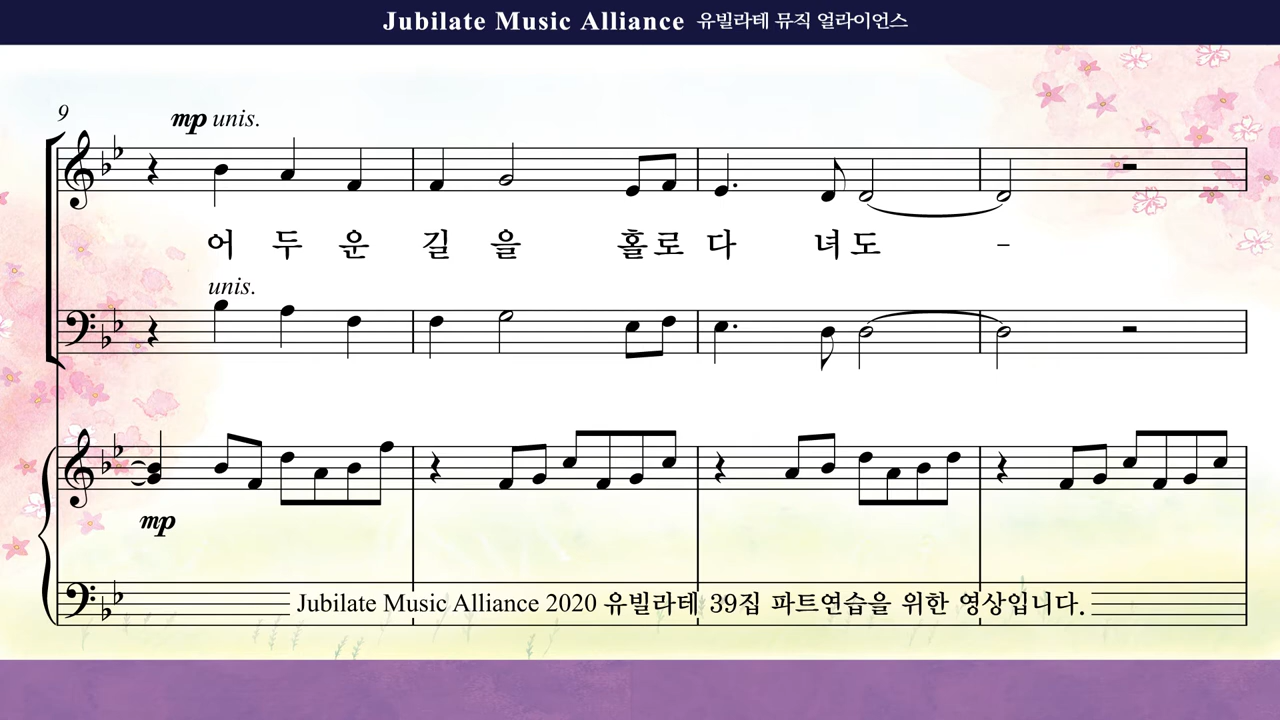 Jubilate Music Alliance 유빌라테 뮤직 얼라이언스
9
mp unis.
어 두 운 길 을 홀 로 다 녀 도 -
unis.
mp
Jubilate Music Alliance 2020 유빌라테 39집 파트연습을 위한 영상입니다.